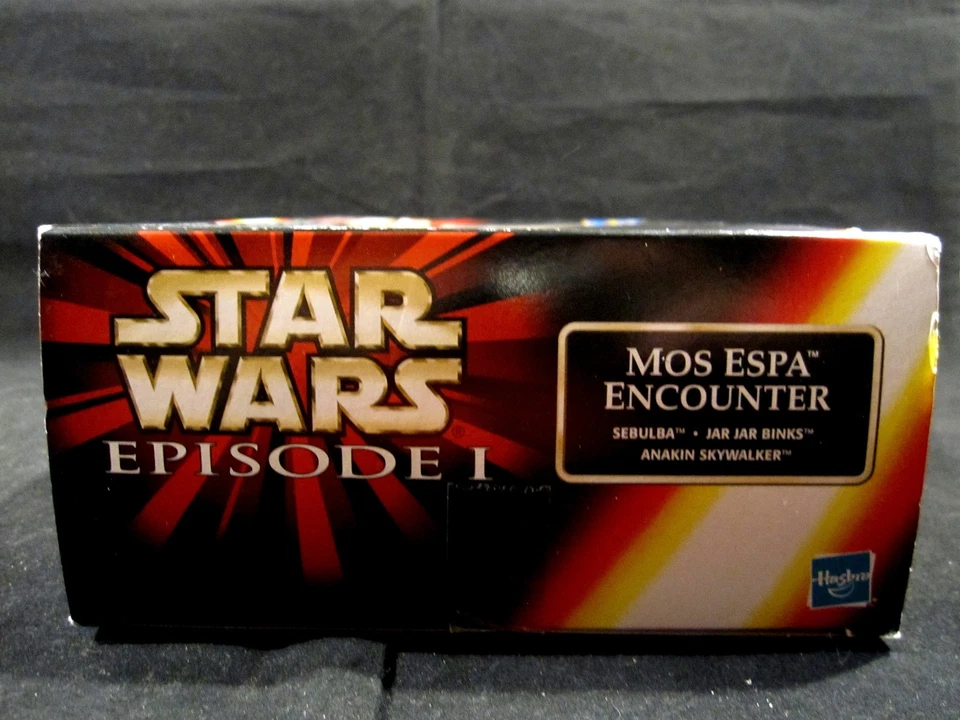 STAR
WARS®
EPISODE I
MOS ESPA™
ENCOUNTER
SEBULBA™ • JAR JAR BINKS™
ANAKIN SKYWALKER™
Hasbro